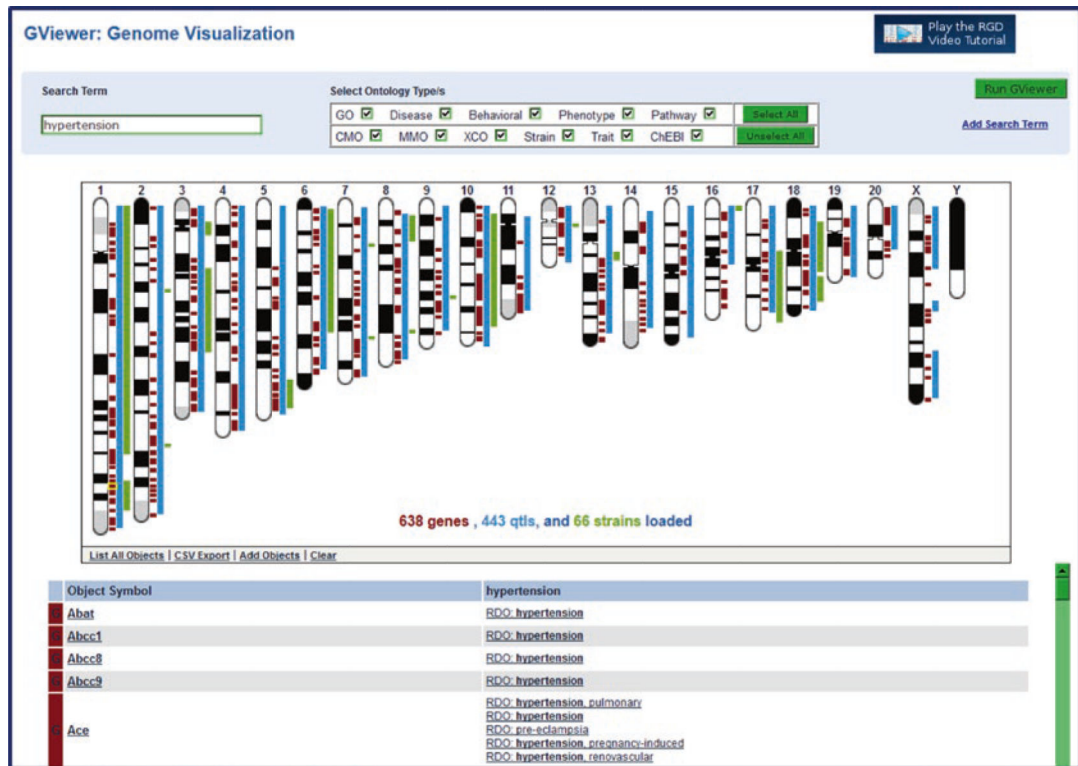 GViewer: Genome Visualization
Play the RGD
Video Tutorial
Search Term
Select Ontology Type/s
Run GViewer
hypertension
GO Disease Behavioral Phenotype Pathway Select All
CMO MMO XCO Strain Trait ChEBI Unselect All
Add Search Term
1 2 3 4 5 6 7 8 9 10 11 12 13 14 15 16 17 18 19 20 X Y
638 genes , 443 qtls, and 66 strains loaded
List All Objects | CSV Export | Add Objects | Clear
Object Symbol hypertension
G Abat RDO: hypertension
G Abcc1 RDO: hypertension
G Abcc8 RDO: hypertension
G Abcc9 RDO: hypertension
RDO: hypertension, pulmonary
RDO: hypertension
G Ace RDO: pre-eclampsia
RDO: hypertension, pregnancy-induced
RDO: hypertension, renovascular